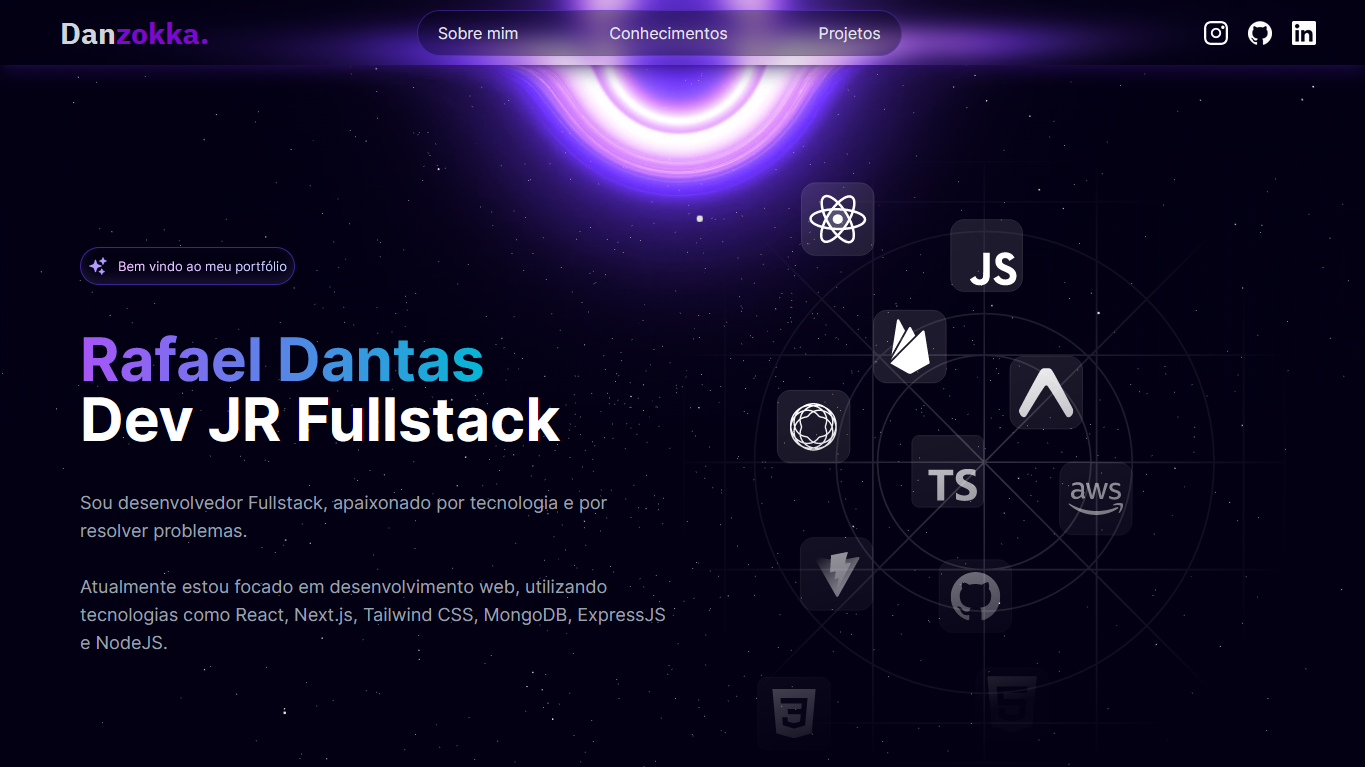 Danzokka.
Sobre mim
Conhecimentos
Projetos
in
JS
Bem vindo ao meu portfólio
Rafael Dantas
Dev JR Fullstack
TS
aws
Sou desenvolvedor Fullstack, apaixonado por tecnologia e por
resolver problemas.
Atualmente estou focado em desenvolvimento web, utilizando
tecnologias como React, Next.js, Tailwind CSS, MongoDB, ExpressJS
e NodeJS.
3
5